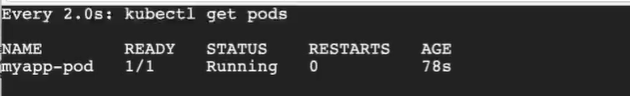 Every 2.0s: kubectl get pods
NAME READY STATUS RESTARTS AGE
myapp-pod 1/1 Running 0 78s